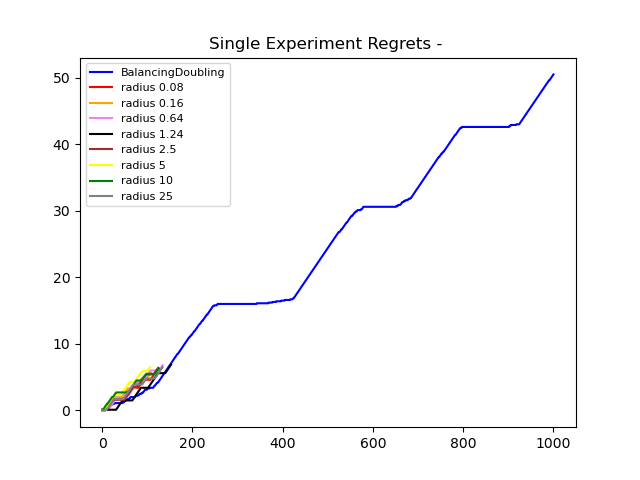 Single Experiment Regrets -
BalancingDoubling
radius 0.08
radius 0.16
radius 0.64
radius 1.24
radius 2.5
radius 5
radius 10
radius 25
50
40
30
20
10
0
0 200 400 600 800 1000